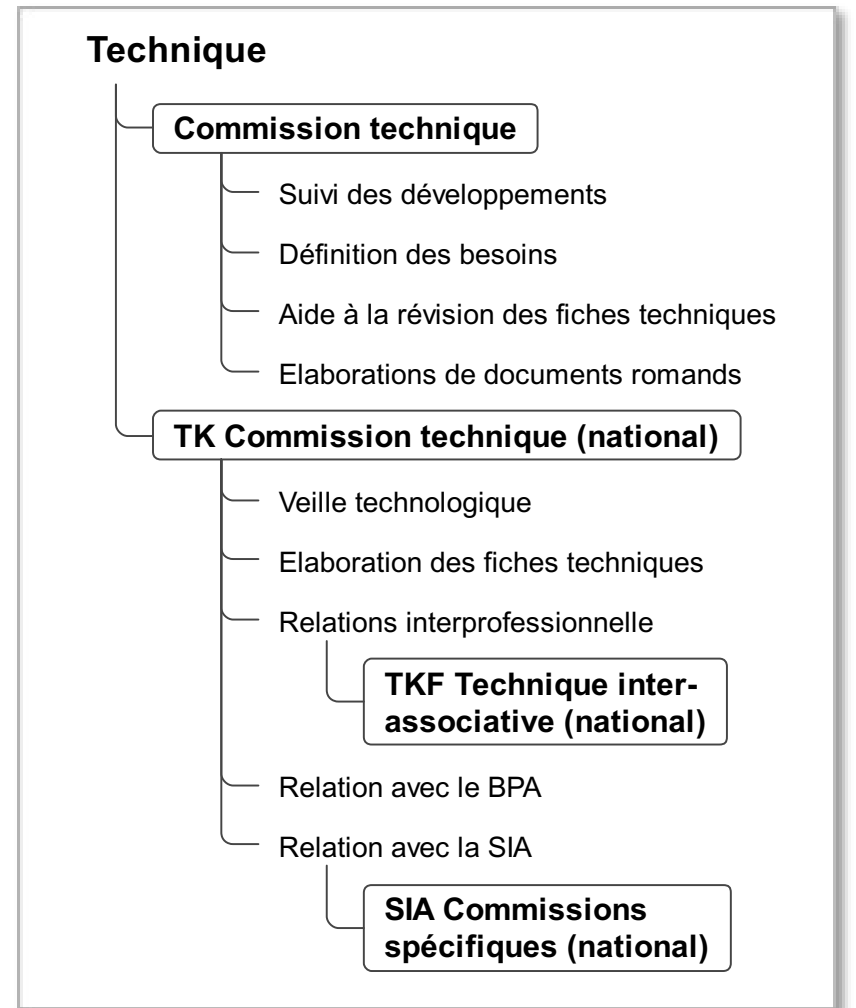 Technique
Commission technique
Suivi des développements
Définition des besoins
Aide à la révision des fiches techniques
Elaborations de documents romands
TK Commission technique (national)
Veille technologique
Elaboration des fiches techniques
Relations interprofessionnelle
TKF Technique inter-
associative (national)
Relation avec le BPA
Relation avec la SIA
SIA Commissions
spécifiques (national)